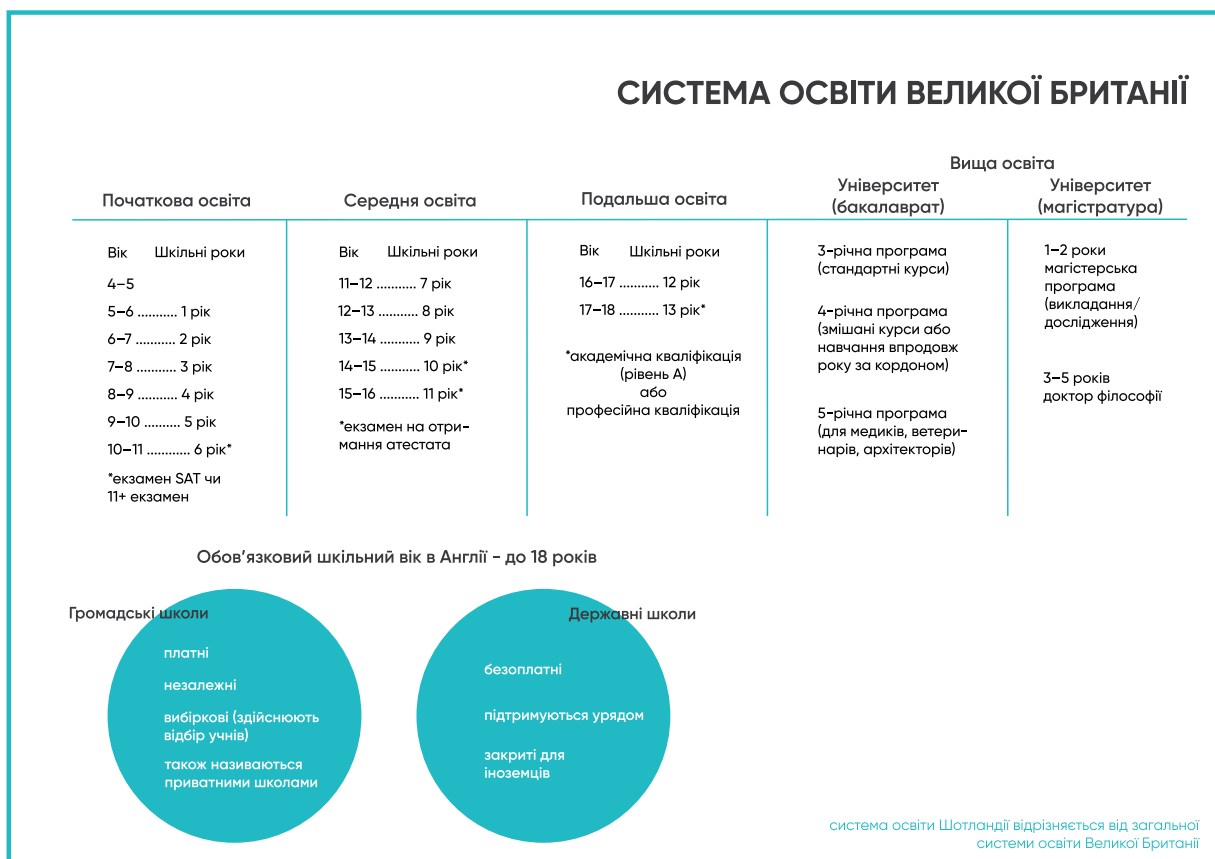 СИСТЕМА ОСВІТИ ВЕЛИКОЇ БРИТАНІЇ
Початкова освіта
Вік Шкільні роки
4–5
5–6 ........... 1 рік
6–7 ........... 2 рік
7–8 ........... 3 рік
8–9 ........... 4 рік
9–10 .......... 5 рік
10–11 ............ 6 рік*
*екзамен SAT чи
11+ екзамен
Середня освіта
Вік Шкільні роки
11–12 ........... 7 рік
12–13 ........... 8 рік
13–14 ........... 9 рік
14–15 ........... 10 рік*
15–16 ........... 11 рік*
*екзамен на отри-
мання атестата
Подальша освіта
Вік Шкільні роки
16–17 ........... 12 рік
17–18 ........... 13 рік*
*академічна кваліфікація
(рівень А)
або
професійна кваліфікація
Вища освіта
Університет
(бакалаврат)
3-річна програма
(стандартні курси)
4-річна програма
(змішані курси або
навчання впродовж
року за кордоном)
5-річна програма
(для медиків, ветери-
нарів, архітекторів)
Університет
(магістратура)
1–2 роки
магістерська
програма
(викладання/
дослідження)
3–5 років
доктор філософії
Обов’язковий шкільний вік в Англії - до 18 років
Громадські школи
платні
незалежні
вибіркові (здійснюють
відбір учнів)
також називаються
приватними школами
Державні школи
безоплатні
підтримуються урядом
закриті для
іноземців
система освіти Шотландії відрізняється від загальної
системи освіти Великої Британії